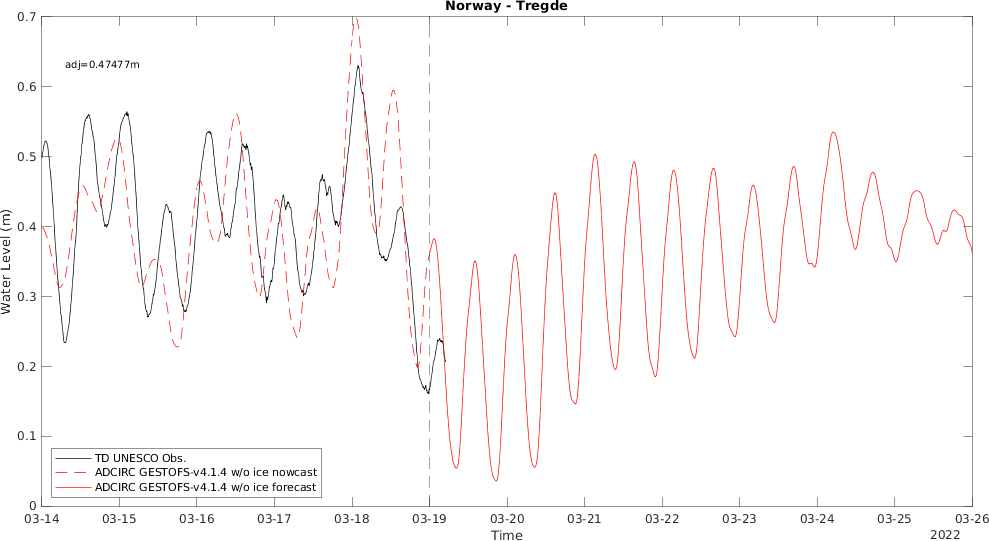 Norway - Tregde
0.7
adj=0.47477m
0.6
0.5
0.4
Water Level (m)
0.3
0.2
0.1
TD UNESCO Obs.
ADCIRC GESTOFS-v4.1.4 w/o ice nowcast
ADCIRC GESTOFS-v4.1.4 w/o ice forecast
0
03-14 03-15 03-16 03-17 03-18 03-19 03-20 03-21 03-22 03-23 03-24 03-25 03-26
Time
2022